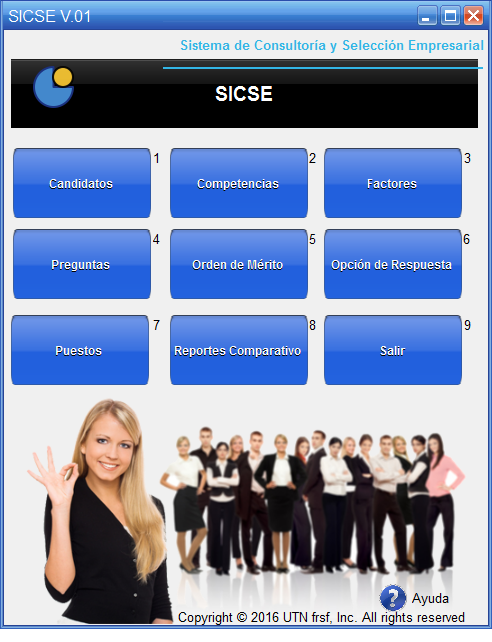 SICSE V.01
Sistema de Consultoría y Selección Empresarial
SICSE
Candidatos 1 Competencias 2 Factores 3
Preguntas 4 Orden de Mérito 5 Opción de Respuesta 6
Puestos 7 Reportes Comparativo 8 Salir 9
Ayuda
Copyright © 2016 UTN frsf, Inc. All rights reserved